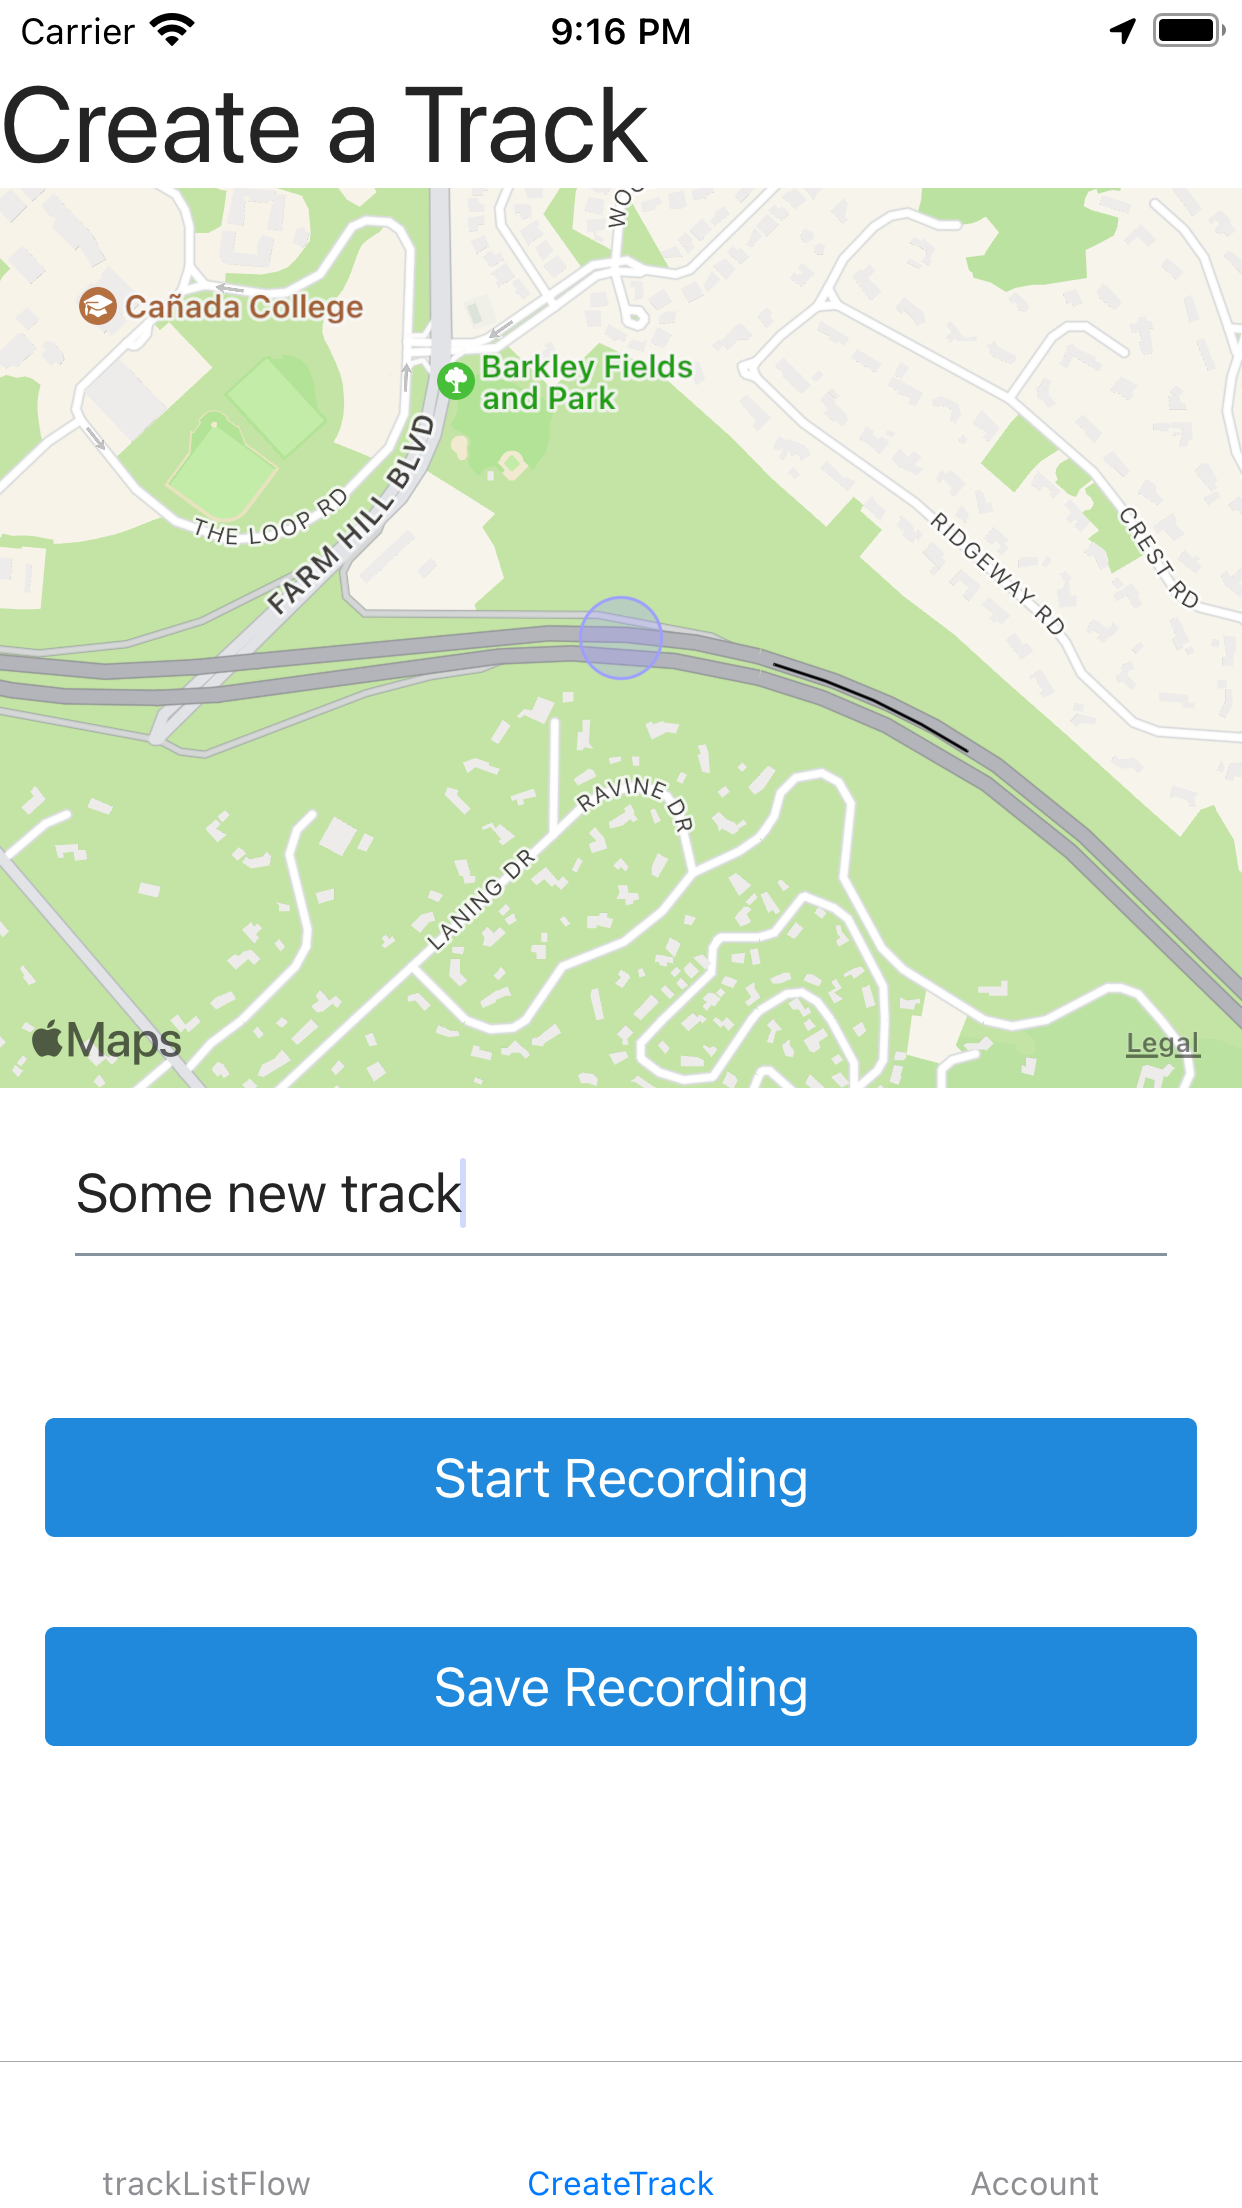 Carrier 9:16 PM
Create a Track
WOO
Cañada College
Barkley Fields
and Park
THE LOOP RD
FARM HILL BLVD
RIDGEWAY RD
CREST RD
RAVINE DR
LANING DR
Maps
Legal
Some new track
Start Recording
Save Recording
trackListFlow CreateTrack Account